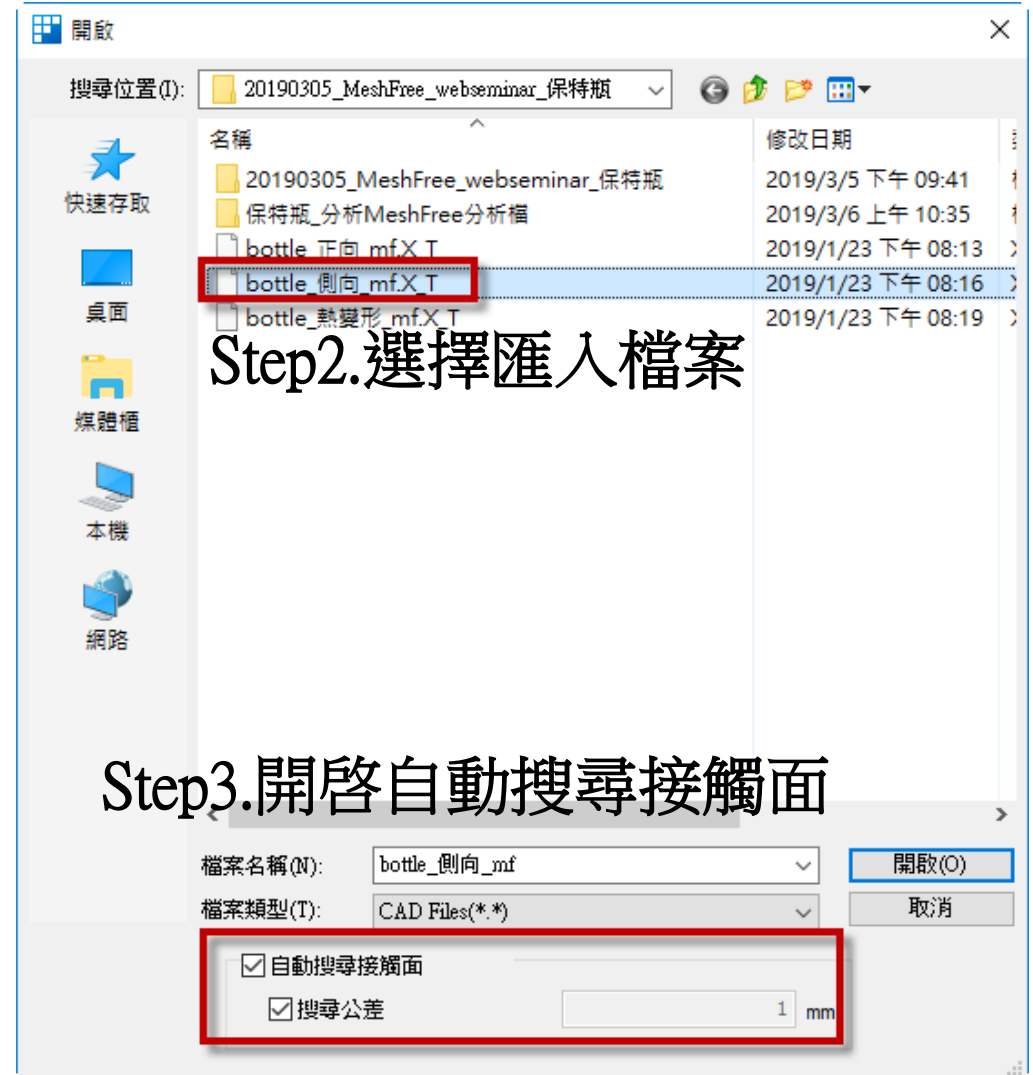 開啟
搜尋位置(I): 20190305_MeshFree_webseminar_保特瓶
名稱 修改日期
20190305_MeshFree_webseminar_保特瓶 2019/3/5 下午 09:41
保特瓶_分析MeshFree分析檔 2019/3/6 上午 10:35
bottle_正向_mf.X_T 2019/1/23 下午 08:13
bottle_側向_mf.X_T 2019/1/23 下午 08:16
bottle_熱變形_mf.X_T 2019/1/23 下午 08:19
快速存取
桌面
媒體櫃
本機
網路
Step2.選擇匯入檔案
Step3.開啓自動搜尋接觸面
檔案名稱(N): bottle_側向_mf 開啟(O)
檔案類型(T): CAD Files(*.*) 取消
自動搜尋接觸面
搜尋公差 1 mm